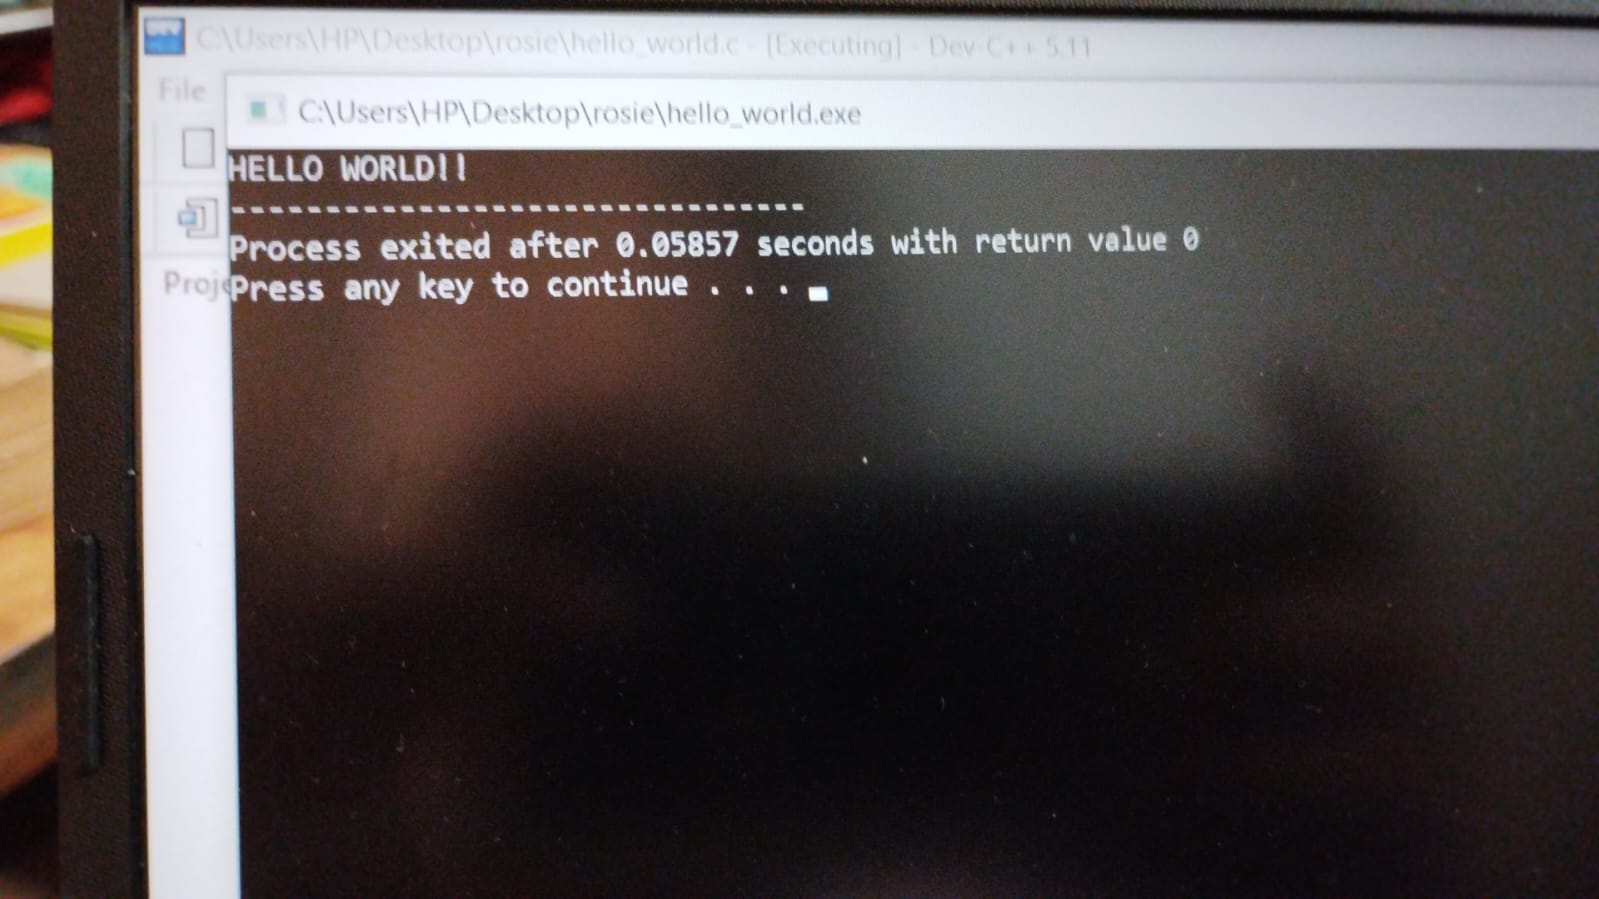 DEV
C:\Users\HP\Desktop\rosie\hello_world.c - [Executing] - Dev-C++ 5.11
File
C:\Users\HP\Desktop\rosie\hello_world.exe
HELLO WORLD!!
--------------------------------
Process exited after 0.05857 seconds with return value 0
Proj
Press any key to continue . . .